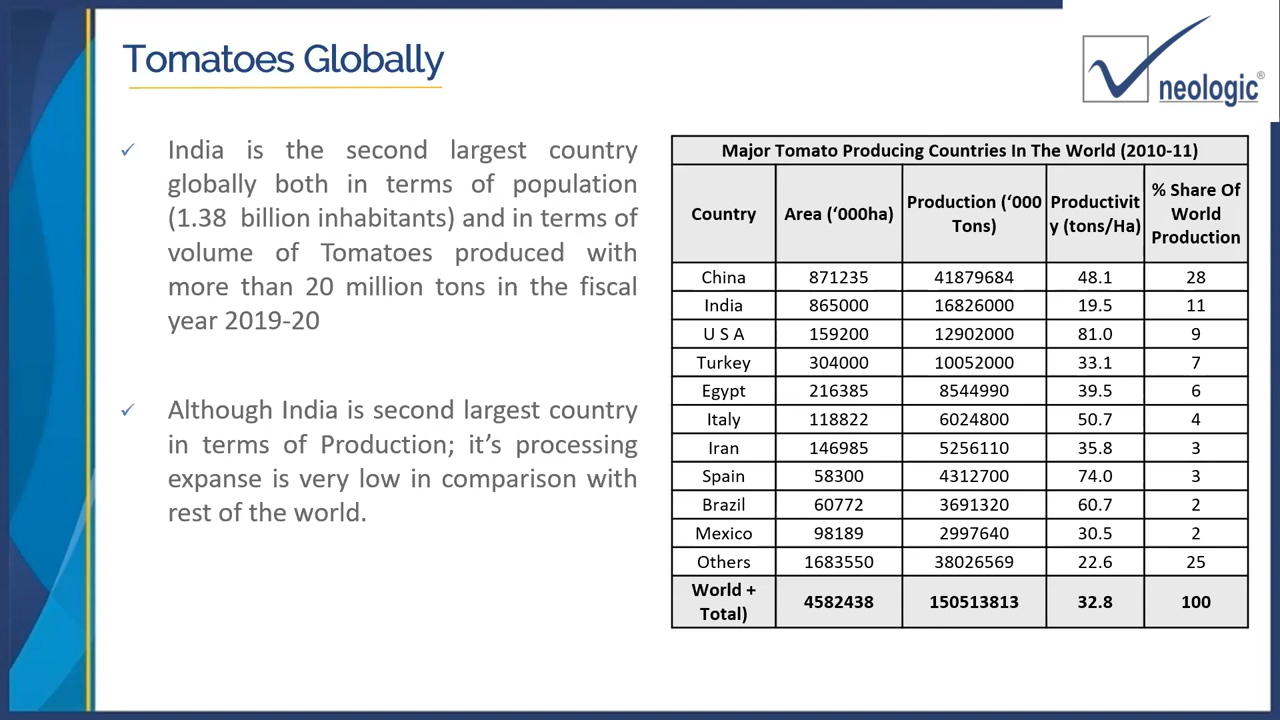 Tomatoes Globally
neologic®
✓ India is the second largest country
globally both in terms of population
(1.38 billion inhabitants) and in terms of
volume of Tomatoes produced with
more than 20 million tons in the fiscal
year 2019-20
✓ Although India is second largest country
in terms of Production; it’s processing
expanse is very low in comparison with
rest of the world.
Major Tomato Producing Countries In The World (2010-11)
Country Area (‘000ha) Production (‘000 Tons) Productivity (tons/Ha) % Share Of World Production
China 871235 41879684 48.1 28
India 865000 16826000 19.5 11
U S A 159200 12902000 81.0 9
Turkey 304000 10052000 33.1 7
Egypt 216385 8544990 39.5 6
Italy 118822 6024800 50.7 4
Iran 146985 5256110 35.8 3
Spain 58300 4312700 74.0 3
Brazil 60772 3691320 60.7 2
Mexico 98189 2997640 30.5 2
Others 1683550 38026569 22.6 25
World + Total) 4582438 150513813 32.8 100